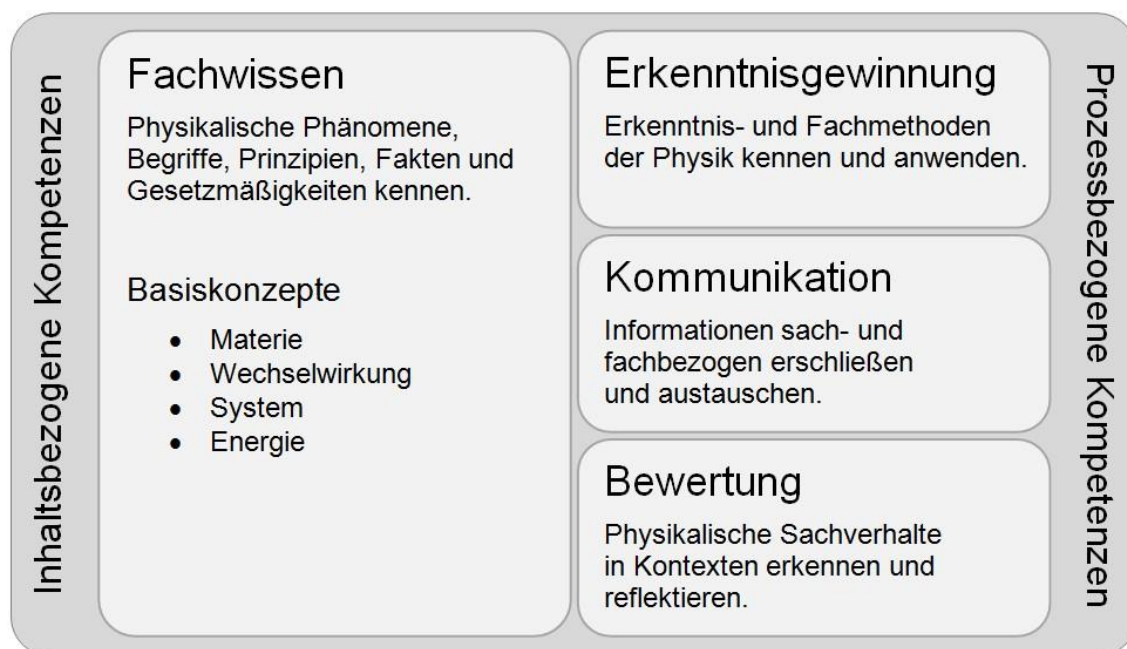 Inhaltsbezogene Kompetenzen
Fachwissen
Physikalische Phänomene,
Begriffe, Prinzipien, Fakten und
Gesetzmäßigkeiten kennen.
Basiskonzepte
• Materie
• Wechselwirkung
• System
• Energie
Erkenntnisgewinnung
Erkenntnis- und Fachmethoden
der Physik kennen und anwenden.
Kommunikation
Informationen sach- und
fachbezogen erschließen
und austauschen.
Bewertung
Physikalische Sachverhalte
in Kontexten erkennen und
reflektieren.
Prozessbezogene Kompetenzen